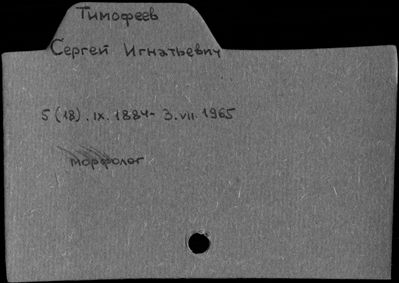 Тимофеев
Сергей Игнатьевич
5 (18). IX. 1884 - 3. VII. 1965
морфолог